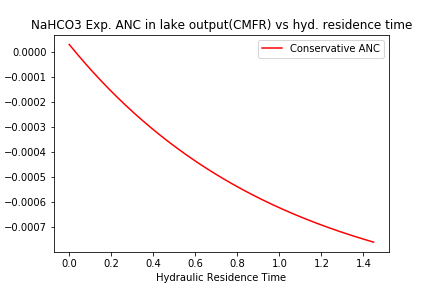 NaHCO3 Exp. ANC in lake output(CMFR) vs hyd. residence time
Conservative ANC
0.0000
−0.0001
−0.0002
−0.0003
−0.0004
−0.0005
−0.0006
−0.0007
0.0 0.2 0.4 0.6 0.8 1.0 1.2 1.4
Hydraulic Residence Time